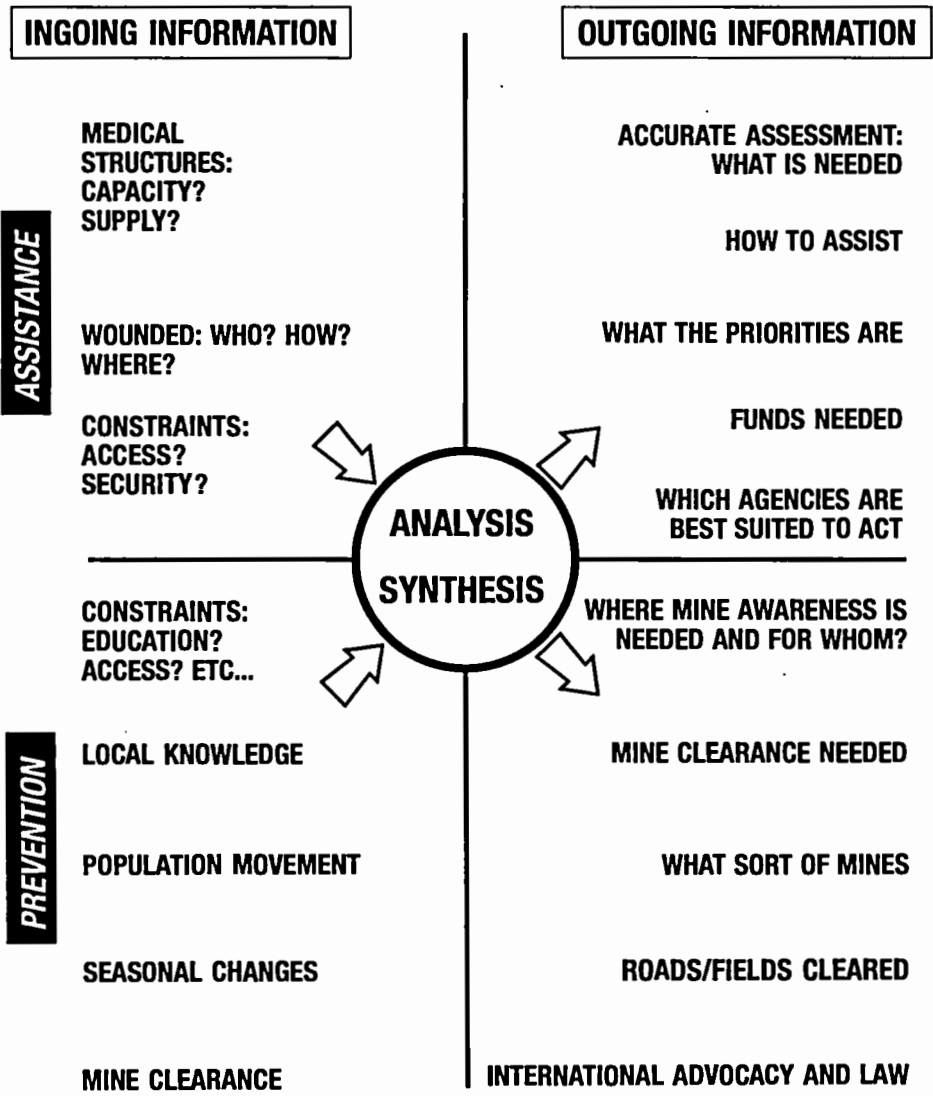 INGOING INFORMATION
OUTGOING INFORMATION
ASSISTANCE
MEDICAL
STRUCTURES:
CAPACITY?
SUPPLY?
WOUNDED: WHO? HOW?
WHERE?
CONSTRAINTS:
ACCESS?
SECURITY?
ACCURATE ASSESSMENT:
WHAT IS NEEDED
HOW TO ASSIST
WHAT THE PRIORITIES ARE
FUNDS NEEDED
WHICH AGENCIES ARE
BEST SUITED TO ACT
ANALYSIS
SYNTHESIS
PREVENTION
CONSTRAINTS:
EDUCATION?
ACCESS? ETC...
LOCAL KNOWLEDGE
POPULATION MOVEMENT
SEASONAL CHANGES
MINE CLEARANCE
WHERE MINE AWARENESS IS
NEEDED AND FOR WHOM?
MINE CLEARANCE NEEDED
WHAT SORT OF MINES
ROADS/FIELDS CLEARED
INTERNATIONAL ADVOCACY AND LAW